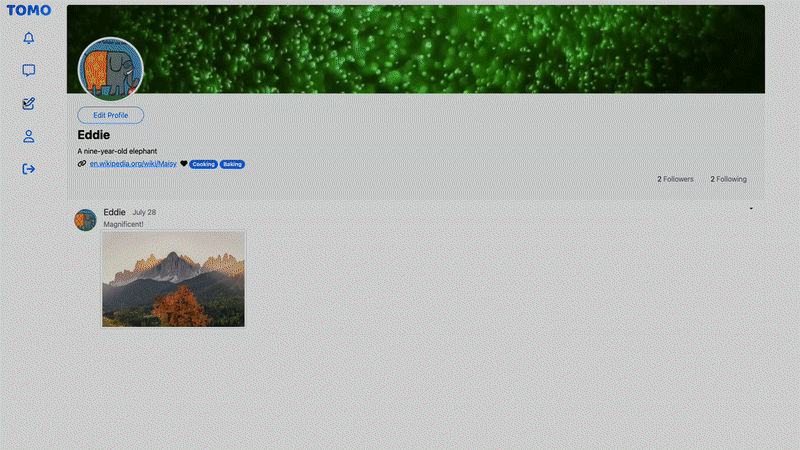 TOMO
Edit Profile
Eddie
A nine-year-old elephant
en.wikipedia.org/wiki/Maisy Cooking Baking
2 Followers 2 Following
Eddie July 28
Magnificent!